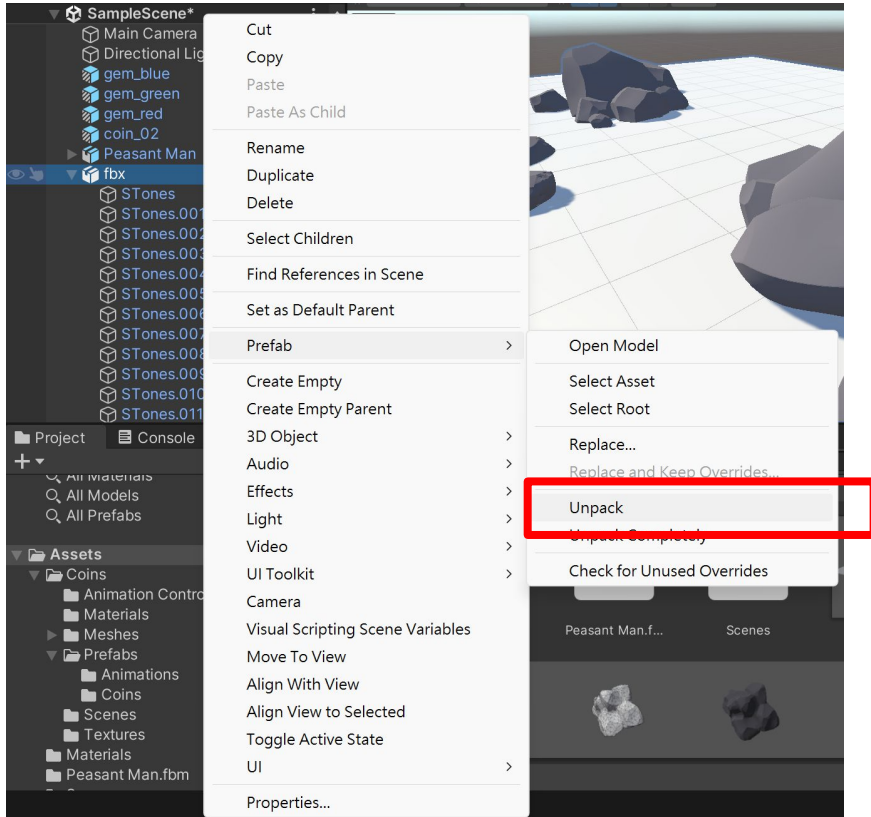 SampleScene*
Main Camera
Directional Lig
gem_blue
gem_green
gem_red
coin_02
Peasant Man
fbx
STones
STones.001
STones.002
STones.003
STones.004
STones.005
STones.006
STones.007
STones.008
STones.009
STones.010
STones.011
Project
Console
All Materials
All Models
All Prefabs
Assets
Coins
Animation Contro
Materials
Meshes
Prefabs
Animations
Coins
Scenes
Textures
Materials
Peasant Man.fbm
Cut
Copy
Paste
Paste As Child
Rename
Duplicate
Delete
Select Children
Find References in Scene
Set as Default Parent
Prefab
Create Empty
Create Empty Parent
3D Object
Audio
Effects
Light
Video
UI Toolkit
Camera
Visual Scripting Scene Variables
Move To View
Align With View
Align View to Selected
Toggle Active State
UI
Properties...
Open Model
Select Asset
Select Root
Replace...
Replace and Keep Overrides...
Unpack
Unpack Completely
Check for Unused Overrides
Peasant Man.f...
Scenes